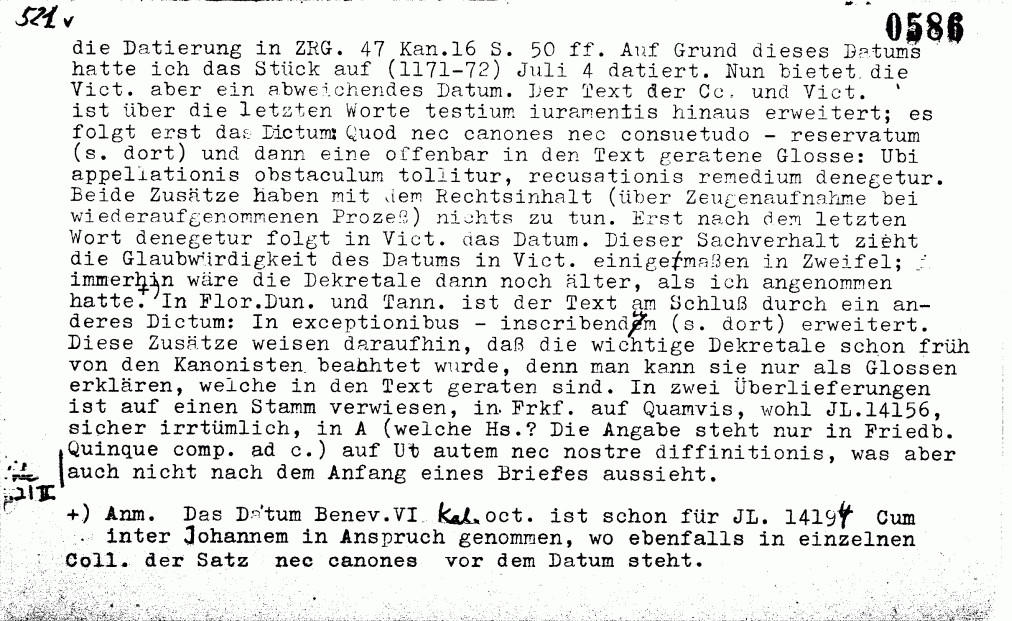 521 v
0586
die Datierung in ZRG. 47 Kan.16 S. 50 ff. Auf Grund dieses Datums
hatte ich das Stück auf (1171-72) Juli 4 datiert. Nun bietet die
Vict. aber ein abweichendes Datum. Der Text der Cc. und Vict.
ist über die letzten Worte testium iuramentis hinaus erweitert; es
folgt erst das Dictum: Quod nec canones nec consuetudo - reservatum
(s. dort) und dann eine offenbar in den Text geratene Glosse: Ubi
appellationis obstaculum tollitur, recusationis remedium denegetur.
Beide Zusätze haben mit dem Rechtsinhalt (über Zeugenaufnahme bei
wiederaufgenommenen Prozeß) nichts zu tun. Erst nach dem letzten
Wort denegetur folgt in Vict. das Datum. Dieser Sachverhalt zieht
die Glaubwürdigkeit des Datums in Vict. einigermaßen in Zweifel;
immerhin wäre die Dekretale dann noch älter, als ich angenommen
hatte.+) In Flor.Dun. und Tann. ist der Text am Schluß durch ein an-
deres Dictum: In exceptionibus - inscribendum (s. dort) erweitert.
Diese Zusätze weisen daraufhin, daß die wichtige Dekretale schon früh
von den Kanonisten beahhtet wurde, denn man kann sie nur als Glossen
erklären, welche in den Text geraten sind. In zwei Überlieferungen
ist auf einen Stamm verwiesen, in Frkf. auf Quamvis, wohl JL.14156,
sicher irrtümlich, in A (welche Hs.? Die Angabe steht nur in Friedb.
Quinque comp. ad c.) auf Ut autem nec nostre diffinitionis, was aber
auch nicht nach dem Anfang eines Briefes aussieht.
+) Anm. Das Datum Benev.VI kal. oct. ist schon für JL. 14194 Cum
inter Johannem in Anspruch genommen, wo ebenfalls in einzelnen
Coll. der Satz nec canones vor dem Datum steht.